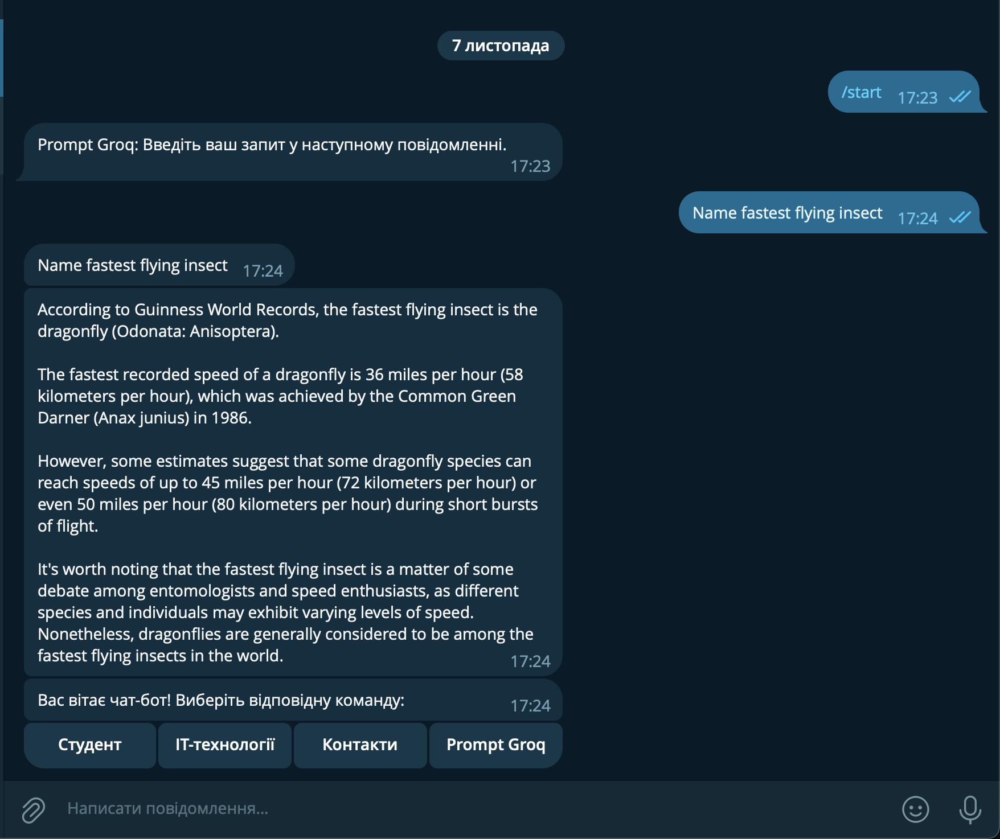 7 листопада
/start 17:23
Prompt Groq: Введіть ваш запит у наступному повідомленні.
17:23
Name fastest flying insect 17:24
Name fastest flying insect 17:24
According to Guinness World Records, the fastest flying insect is the
dragonfly (Odonata: Anisoptera).
The fastest recorded speed of a dragonfly is 36 miles per hour (58
kilometers per hour), which was achieved by the Common Green
Darner (Anax junius) in 1986.
However, some estimates suggest that some dragonfly species can
reach speeds of up to 45 miles per hour (72 kilometers per hour) or
even 50 miles per hour (80 kilometers per hour) during short bursts
of flight.
It's worth noting that the fastest flying insect is a matter of some
debate among entomologists and speed enthusiasts, as different
species and individuals may exhibit varying levels of speed.
Nonetheless, dragonflies are generally considered to be among the
fastest flying insects in the world.
17:24
Вас вітає чат-бот! Виберіть відповідну команду: 17:24
Студент ІТ-технології Контакти Prompt Groq
Написати повідомлення...